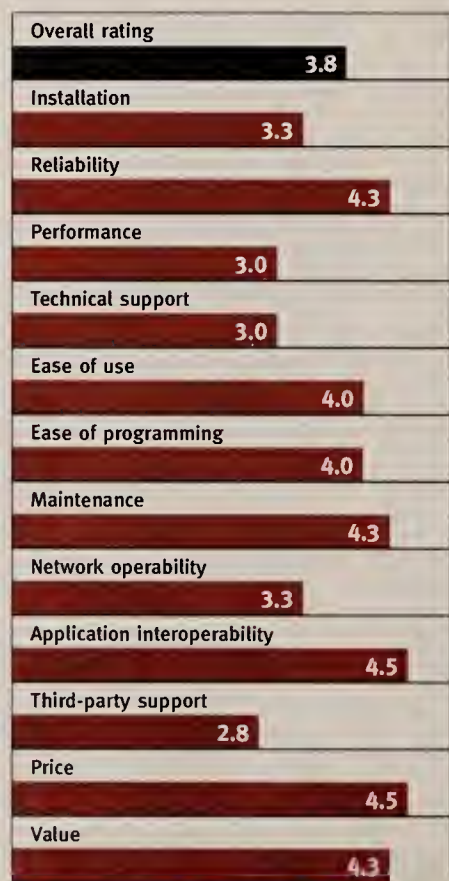 Overall rating
3.8
Installation
3.3
Reliability
4.3
Performance
3.0
Technical support
3.0
Ease of use
4.0
Ease of programming
4.0
Maintenance
4.3
Network operability
3.3
Application interoperability
4.5
Third-party support
2.8
Price
4.5
Value
4.3